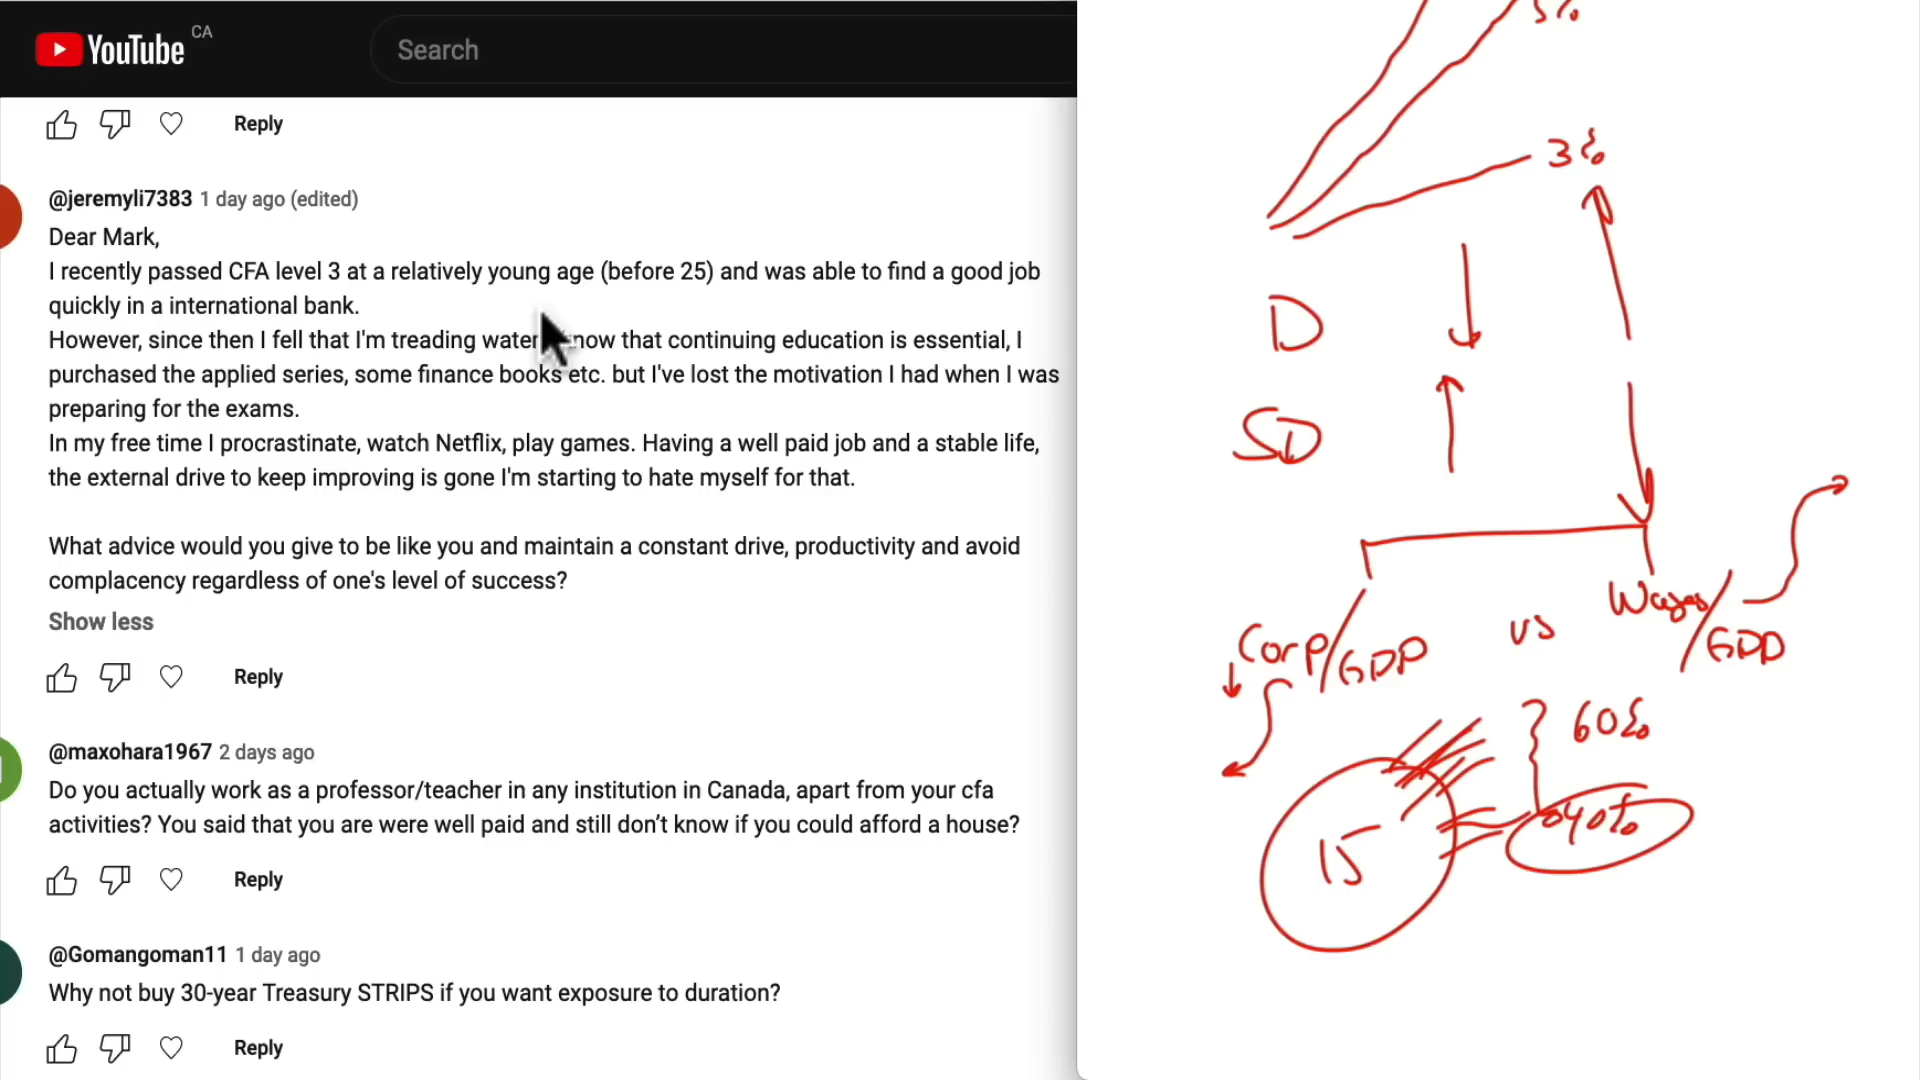 YouTube CA
Search
Reply
@jeremyli7383 1 day ago (edited)
Dear Mark,
I recently passed CFA level 3 at a relatively young age (before 25) and was able to find a good job
quickly in a international bank.
However, since then I fell that I'm treading water know that continuing education is essential, I
purchased the applied series, some finance books etc. but I've lost the motivation I had when I was
preparing for the exams.
In my free time I procrastinate, watch Netflix, play games. Having a well paid job and a stable life,
the external drive to keep improving is gone I'm starting to hate myself for that.
What advice would you give to be like you and maintain a constant drive, productivity and avoid
complacency regardless of one's level of success?
Show less
Reply
@maxohara1967 2 days ago
Do you actually work as a professor/teacher in any institution in Canada, apart from your cfa
activities? You said that you are were well paid and still don't know if you could afford a house?
Reply
@Gomangoman11 1 day ago
Why not buy 30-year Treasury STRIPS if you want exposure to duration?
Reply
3%
D
SD
Corp/GDP vs Wages/GDP
60%
15